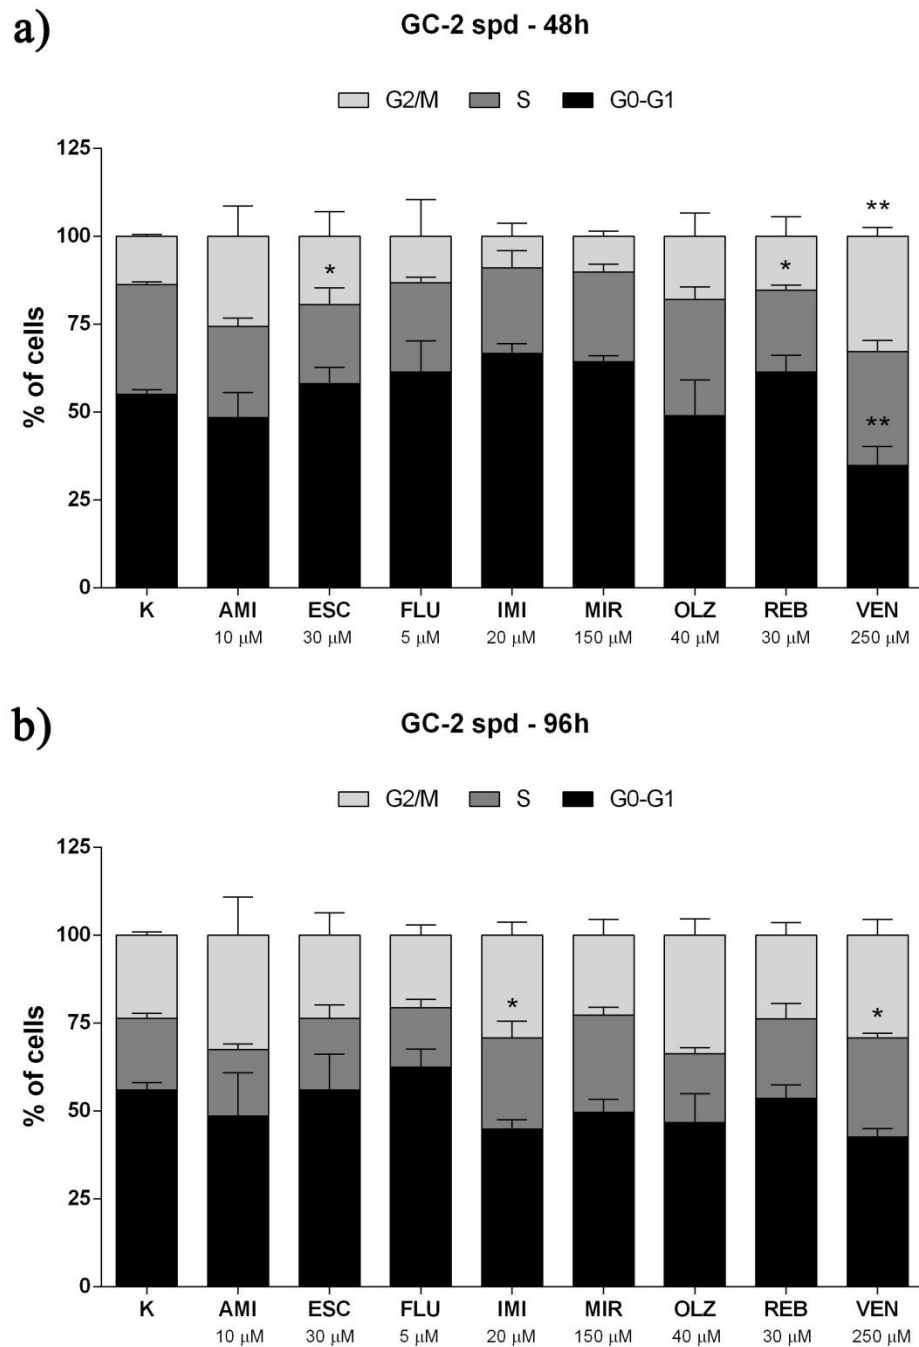 a)
GC-2 spd - 48h
G2/M S G0-G1
% of cells
125
100
75
50
25
0
* * ** **
K AMI ESC FLU IMI MIR OLZ REB VEN
10 μM 30 μM 5 μM 20 μM 150 μM 40 μM 30 μM 250 μM
b)
GC-2 spd - 96h
G2/M S G0-G1
% of cells
125
100
75
50
25
0
* *
K AMI ESC FLU IMI MIR OLZ REB VEN
10 μM 30 μM 5 μM 20 μM 150 μM 40 μM 30 μM 250 μM